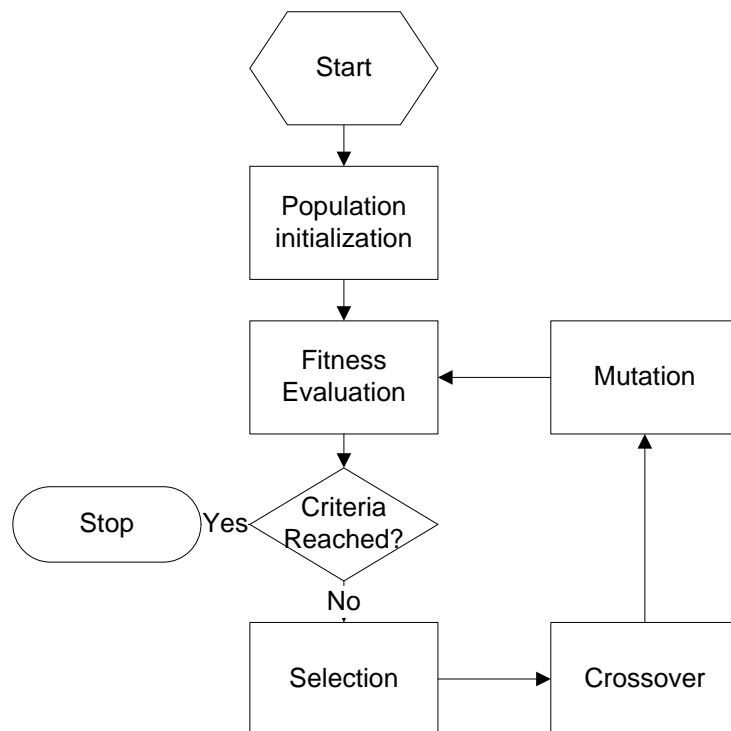 Start
Population
initialization
Fitness
Evaluation
Mutation
Criteria
Reached?
Yes
Stop
No
Selection
Crossover